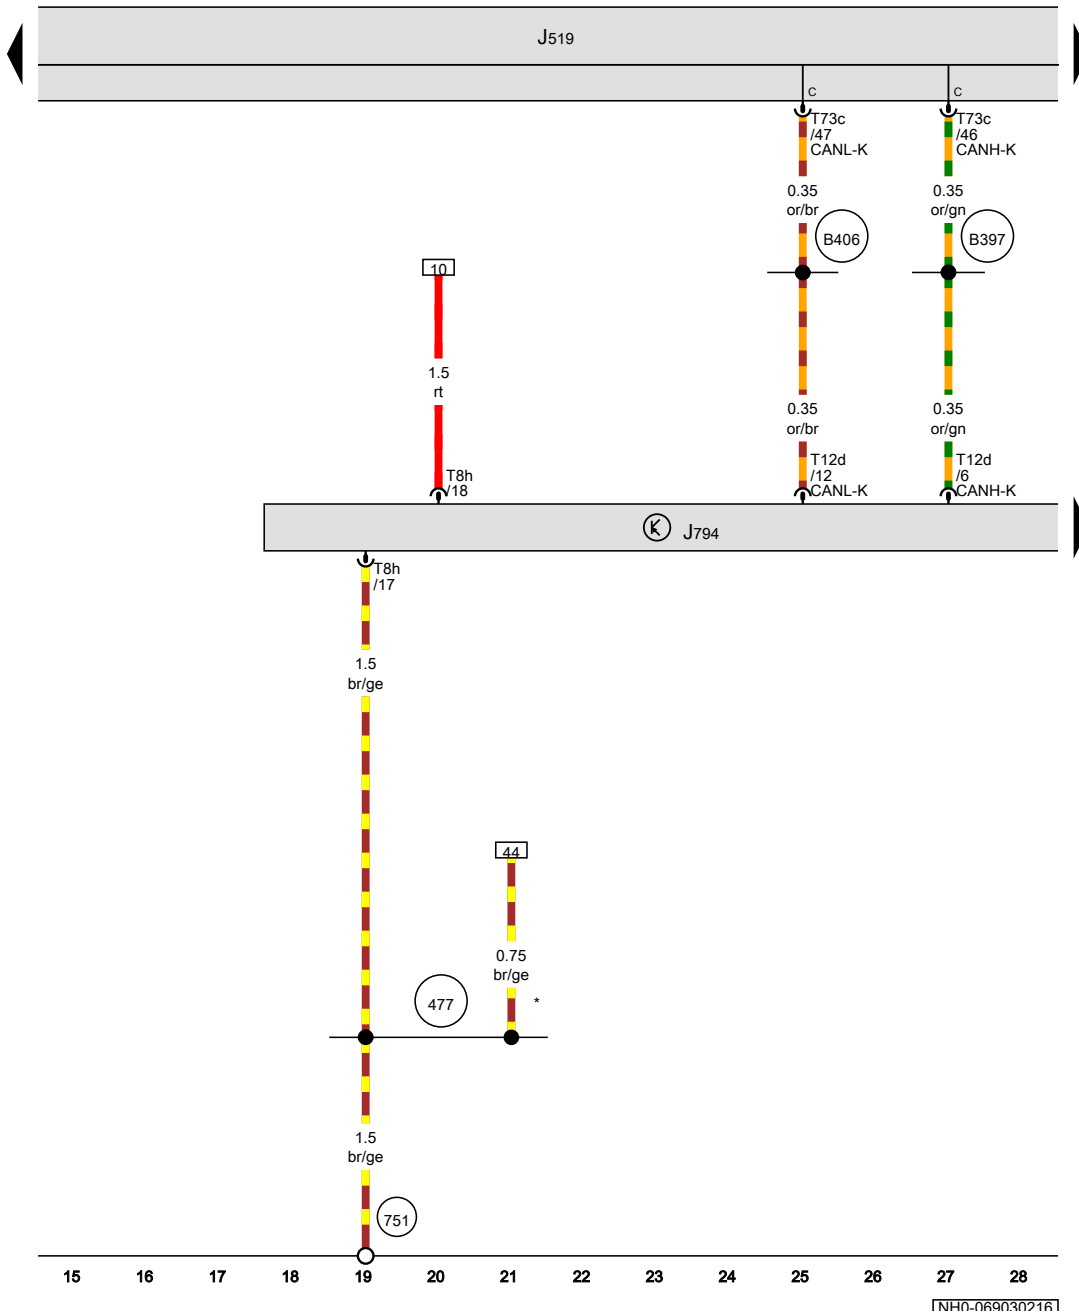 J519
c
c
T73c
/47
CANL-K
T73c
/46
CANH-K
0.35
or/br
0.35
or/gn
B406
B397
10
1.5
rt
0.35
or/br
0.35
or/gn
T8h
/18
T12d
/12
CANL-K
T12d
/6
CANH-K
K
J794
T8h
/17
1.5
br/ge
44
0.75
br/ge
477
*
1.5
br/ge
751
15 16 17 18 19 20 21 22 23 24 25 26 27 28
NH0-069030216